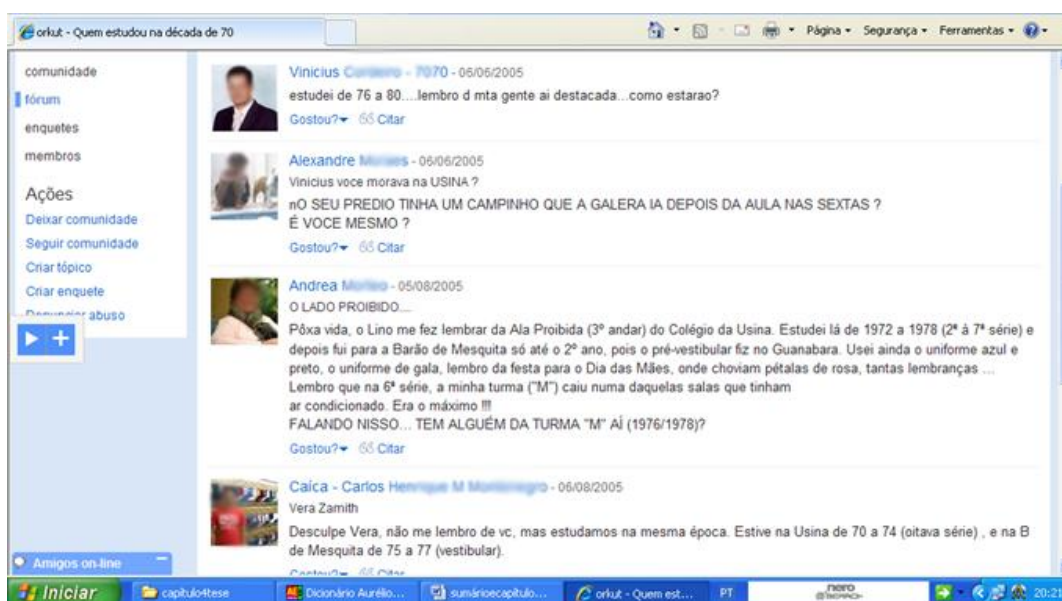 orkut - Quem estudou na década de 70
Página
Segurança
Ferramentas
comunidade
fórum
enquetes
membros
Ações
Deixar comunidade
Seguir comunidade
Criar tópico
Criar enquete
Denunciar abuso
Vinicius - 7070 - 06/06/2005
estudei de 76 a 80....lembro d mta gente ai destacada...como estarao?
Gostou? Citar
Alexandre - 06/06/2005
Vinicius voce morava na USINA ?
nO SEU PREDIO TINHA UM CAMPINHO QUE A GALERA IA DEPOIS DA AULA NAS SEXTAS ?
É VOCE MESMO ?
Gostou? Citar
Andrea - 05/08/2005
O LADO PROIBIDO....
Pôxa vida, o Lino me fez lembrar da Ala Proibida (3º andar) do Colégio da Usina. Estudei lá de 1972 a 1978 (2ª á 7ª série) e
depois fui para a Barão de Mesquita só até o 2º ano, pois o pré-vestibular fiz no Guanabara. Usei ainda o uniforme azul e
preto, o uniforme de gala, lembro da festa para o Dia das Mães, onde choviam pétalas de rosa, tantas lembranças ...
Lembro que na 6ª série, a minha turma ("M") caiu numa daquelas salas que tinham
ar condicionado. Era o máximo !!!
FALANDO NISSO... TEM ALGUÉM DA TURMA "M" AÍ (1976/1978)?
Gostou? Citar
Caíca - Carlos - 06/08/2005
Vera Zamith
Desculpe Vera, não me lembro de vc, mas estudamos na mesma época. Estive na Usina de 70 a 74 (oitava série) , e na B
de Mesquita de 75 a 77 (vestibular).
Gostou? Citar
Amigos on-line
Iniciar
capitulo4tese
Dicionário Aurélio...
sumárioecapitulo...
orkut - Quem est...
PT
nero
20:21